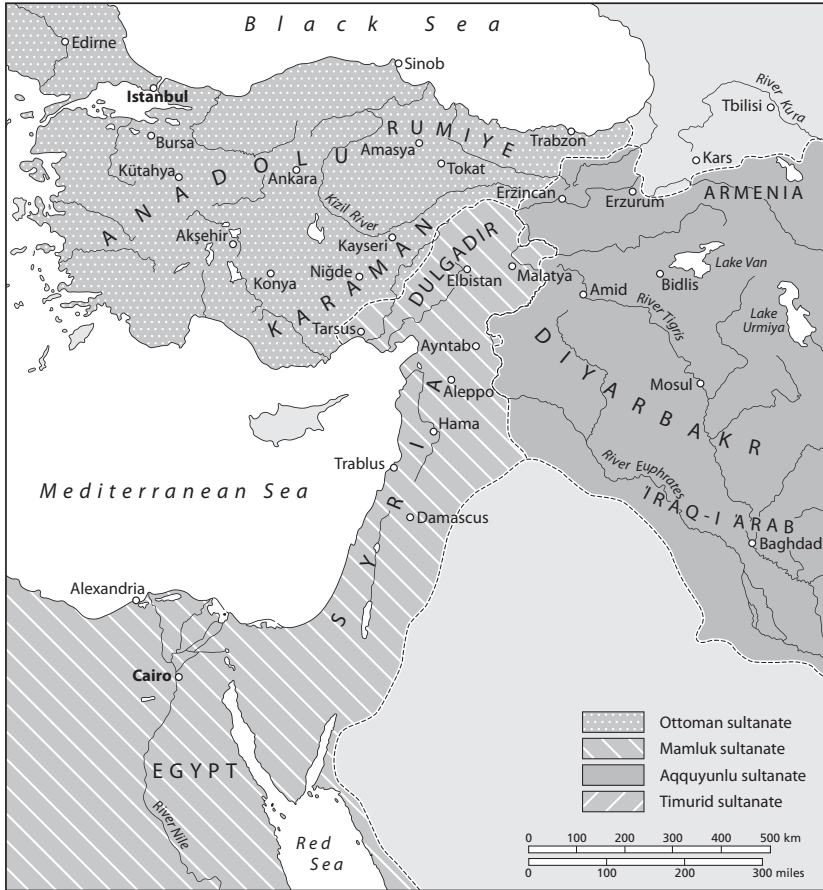 Black Sea
Edirne
Sinob
Istanbul
River Kura
Tbilisi
Bursa
RUMIYE
Amasya
Trabzon
Kars
Kütahya
ANADOLU
Ankara
Tokat
Erzincan
Erzurum
ARMENIA
Kizil River
Akşehir
Kayseri
DULGADIR
Konya
Niğde
KARAMAN
Elbistan
Malatya
Amid
Bidlis
Lake Van
River Tigris
Lake
Urmiya
Tarsus
Ayntab
DIYARBAKR
Aleppo
Mosul
Hama
Trablus
River Euphrates
Mediterranean Sea
SYRIA
'IRAQ-I 'ARAB
Damascus
Baghdad
Alexandria
Cairo
EGYPT
River Nile
Red
Sea
Ottoman sultanate
Mamluk sultanate
Aqquyunlu sultanate
Timurid sultanate
0 100 200 300 400 500 km
0 100 200 300 miles